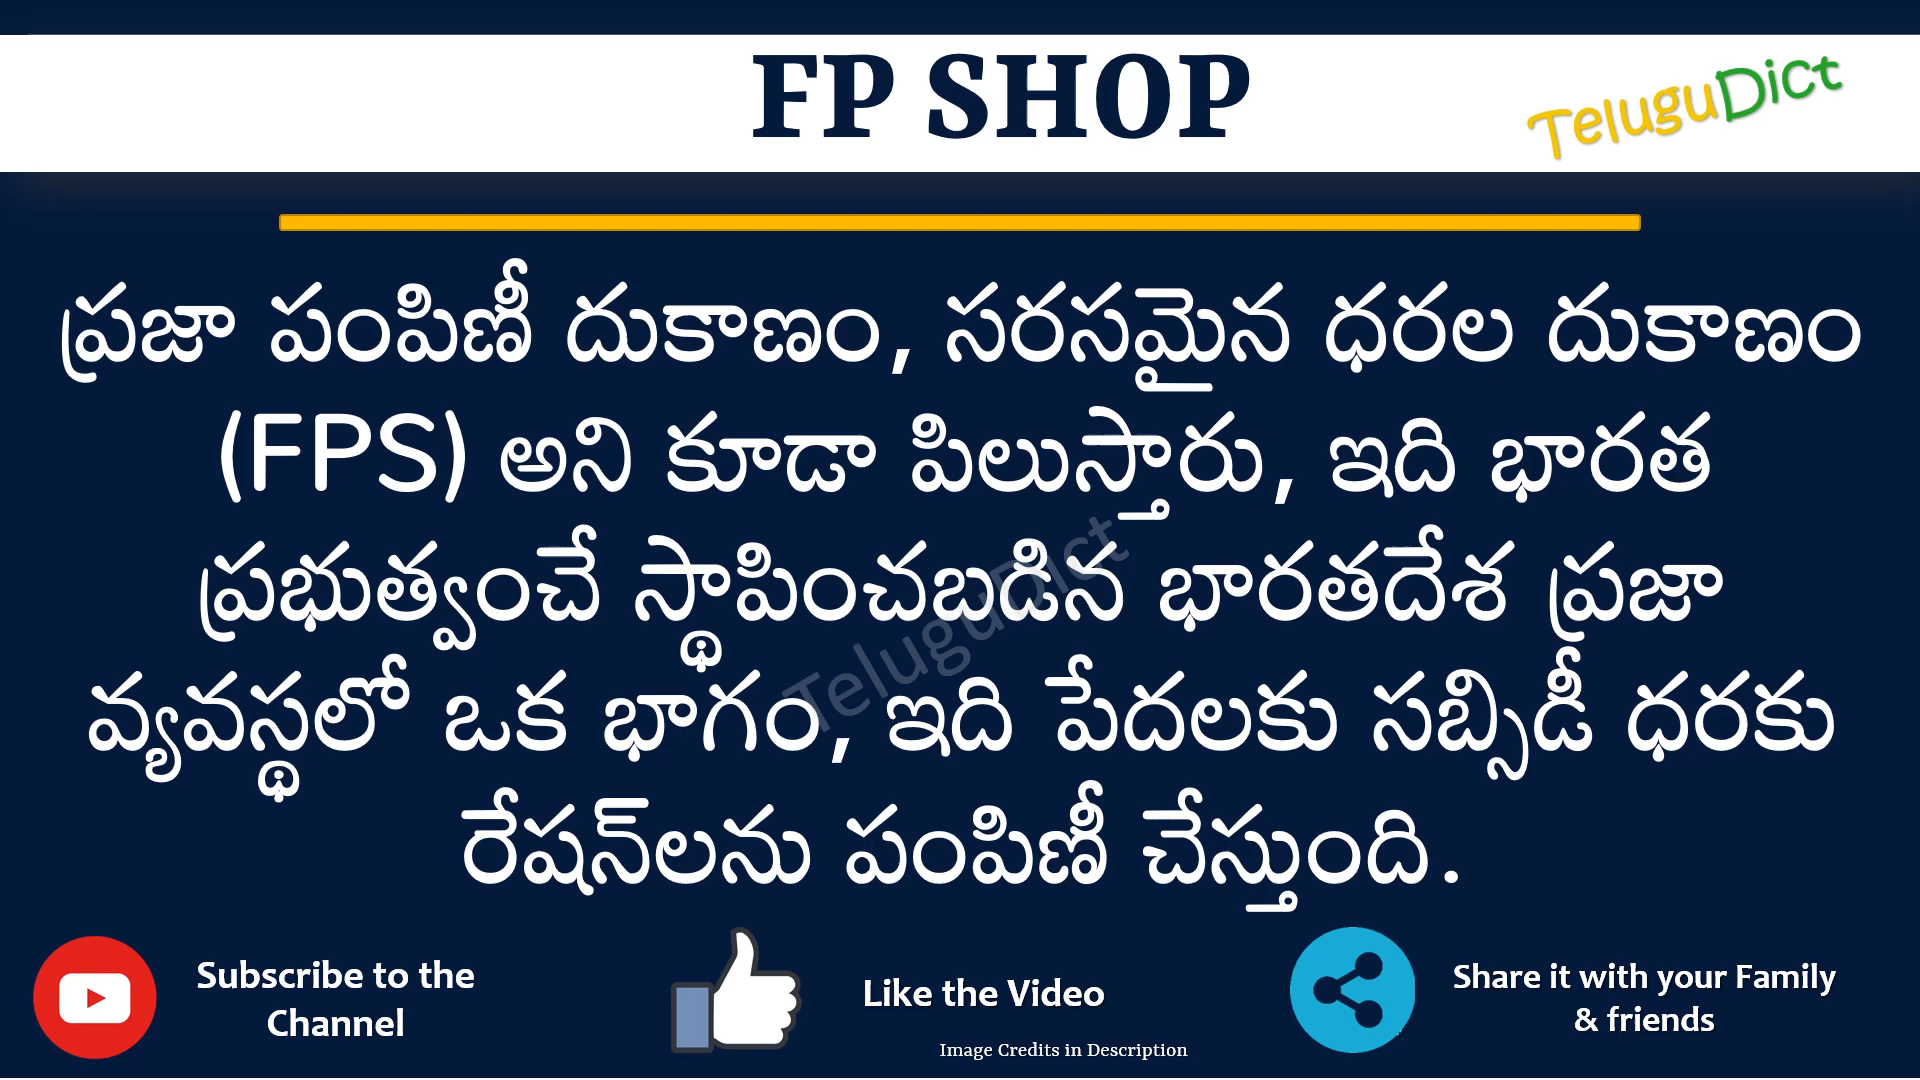 FP SHOP
TeluguDict
ప్రజా పంపిణీ దుకాణం, సరసమైన ధరల దుకాణం
(FPS) అని కూడా పిలుస్తారు, ఇది భారత
ప్రభుత్వంచే స్థాపించబడిన భారతదేశ ప్రజా
వ్యవస్థలో ఒక భాగం, ఇది పేదలకు సబ్సిడీ ధరకు
రేషన్‌లను పంపిణీ చేస్తుంది.
TeluguDict
Subscribe to the
Channel
Like the Video
Share it with your Family
& friends
Image Credits in Description